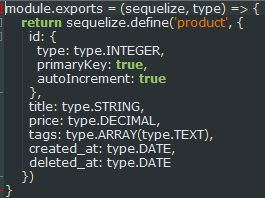 module.exports = (sequelize, type) => {
  return sequelize.define('product', {
    id: {
      type: type.INTEGER,
      primaryKey: true,
      autoIncrement: true
    },
    title: type.STRING,
    price: type.DECIMAL,
    tags: type.ARRAY(type.TEXT),
    created_at: type.DATE,
    deleted_at: type.DATE
  })
}